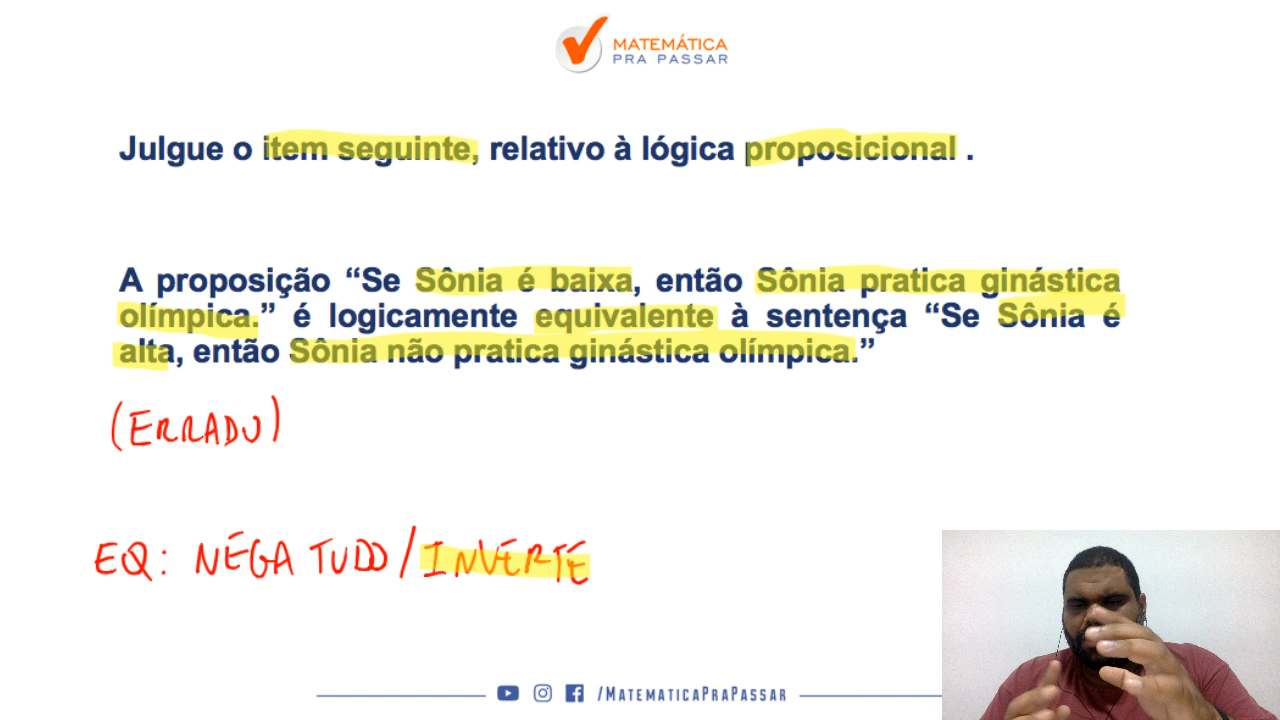 MATEMÁTICA
PRA PASSAR
Julgue o item seguinte, relativo à lógica proposicional .
A proposição “Se Sônia é baixa, então Sônia pratica ginástica
olímpica.” é logicamente equivalente à sentença “Se Sônia é
alta, então Sônia não pratica ginástica olímpica.”
(ERRADO)
EQ: NEGA TUDO / INVERTE
/MATEMATICAPRAPASSAR